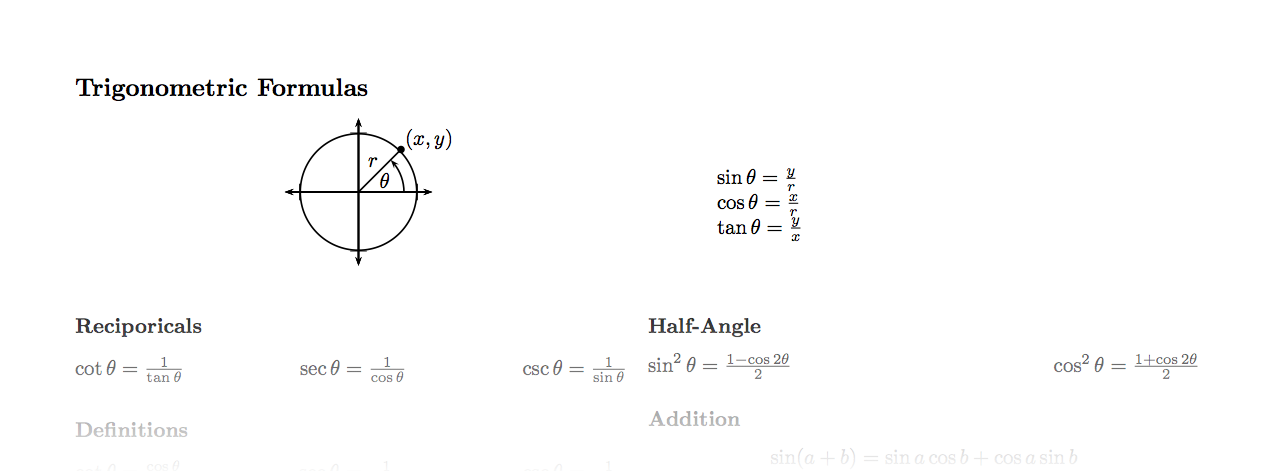 Trigonometric Formulas
(x, y)
r
θ
sin θ = y/r
cos θ = x/r
tan θ = y/x
Reciporicals
cot θ = 1/tan θ
sec θ = 1/cos θ
csc θ = 1/sin θ
Half-Angle
sin² θ = 1−cos 2θ/2
cos² θ = 1+cos 2θ/2
Definitions
Addition
sin(a + b) = sin a cos b + cos a sin b